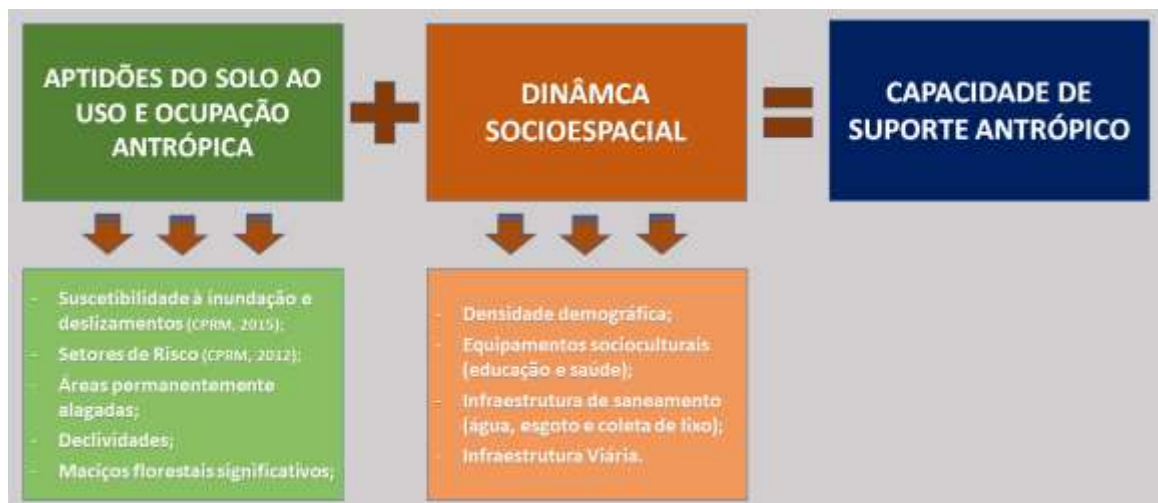 APTIDÕES DO SOLO AO
USO E OCUPAÇÃO
ANTRÓPICA
DINÂMCA
SOCIOESPACIAL
CAPACIDADE DE
SUPORTE ANTRÓPICO
- Suscetibilidade à inundação e
deslizamentos (CPRM, 2015);
- Setores de Risco (CPRM, 2012);
- Áreas permanentemente
alagadas;
- Declividades;
- Maciços florestais significativos;
- Densidade demográfica;
- Equipamentos socioculturais
(educação e saúde);
- Infraestrutura de saneamento
(água, esgoto e coleta de lixo);
- Infraestrutura Viária.